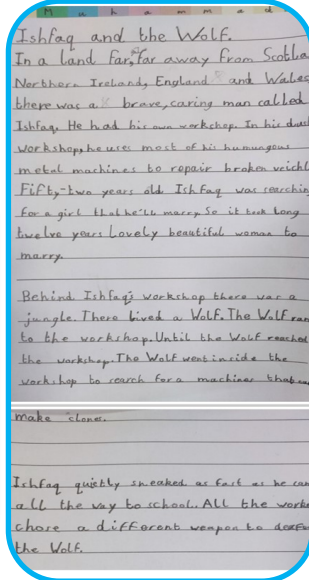 M u h a m m a d
Ishfaq and the Wolf.
In a land far, far away from Scotla
Northern Ireland, England and Wales
there was a brave, caring man called
Ishfaq. He had his own workshop. In his dus
workshop, he uses most of his humungous
metal machines to repair broken veichl
Fifty-two years old Ishfaq was searchin
for a girl that he'll marry. So it took Long
twelve years Lovely beautiful woman to
marry.
Behind Ishfaq's workshop there was a
jungle. There Lived a Wolf. The Wolf ran
to the workshop. Until the Wolf reached
the workshop. The Wolf went inside the
workshop to search for a machines that
make clones.
Ishfaq quietly sneaked as fast as he can
all the way to school. All the worke
chose a different weapon to
the Wolf.